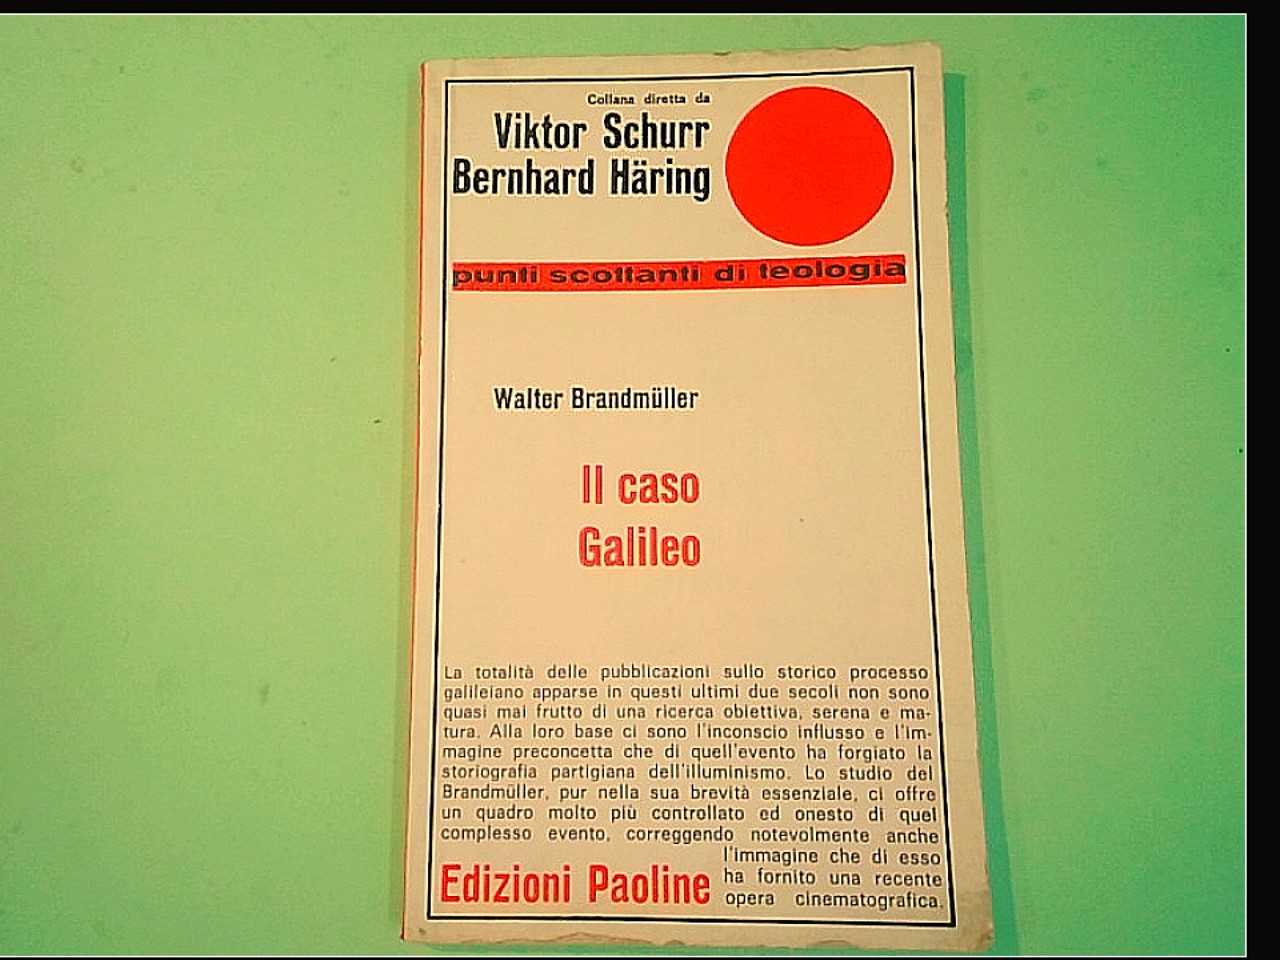 Collana diretta da
Viktor Schurr
Bernhard Häring
punti scottanti di teologia
Walter Brandmüller
Il caso
Galileo
La totalità delle pubblicazioni sullo storico processo
galileiano apparse in questi ultimi due secoli non sono
quasi mai frutto di una ricerca obiettiva, serena e ma-
tura. Alla loro base ci sono l'inconscio influsso e l'im-
magine preconcetta che di quell'evento ha forgiato la
storiografia partigiana dell'illuminismo. Lo studio del
Brandmüller, pur nella sua brevità essenziale, ci offre
un quadro molto più controllato ed onesto di quel
complesso evento, correggendo notevolmente anche
l'immagine che di esso
ha fornito una recente
opera cinematografica.
Edizioni Paoline